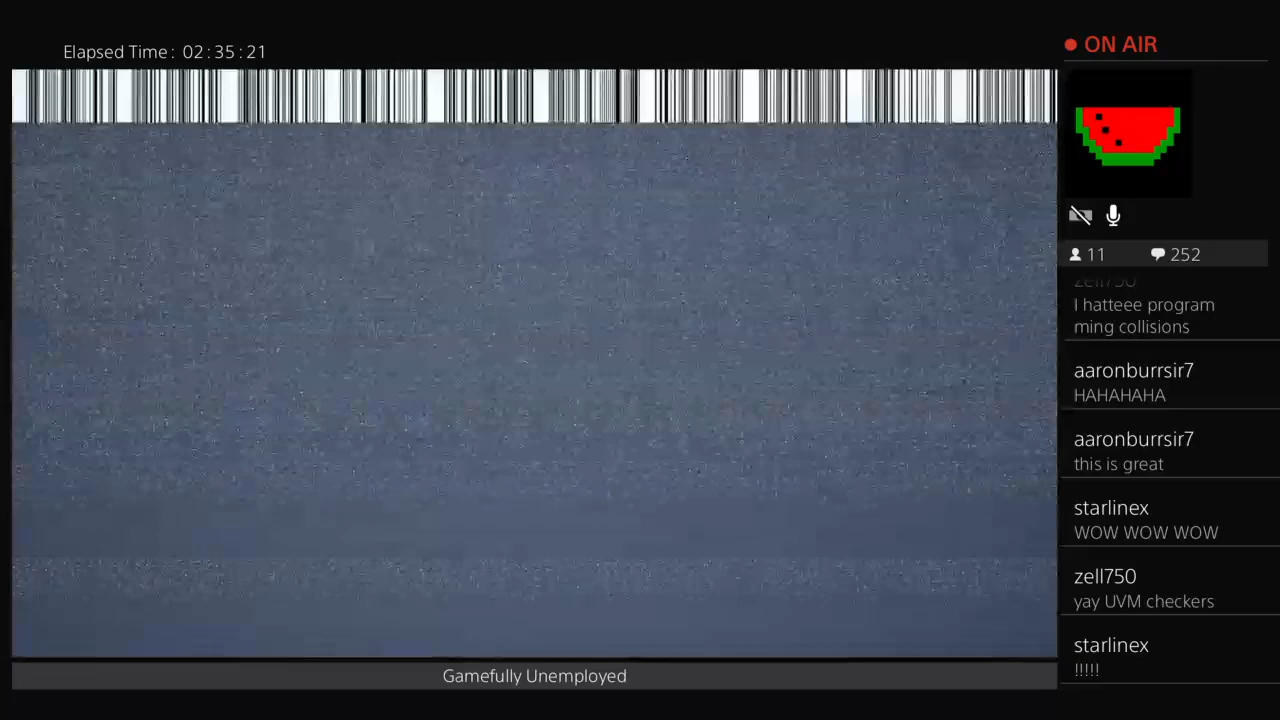 Elapsed Time: 02:35:21
ON AIR
11 252
zell750
I hatteee program
ming collisions
aaronburrsir7
HAHAHAHA
aaronburrsir7
this is great
starlinex
WOW WOW WOW
zell750
yay UVM checkers
starlinex
!!!!!
Gamefully Unemployed